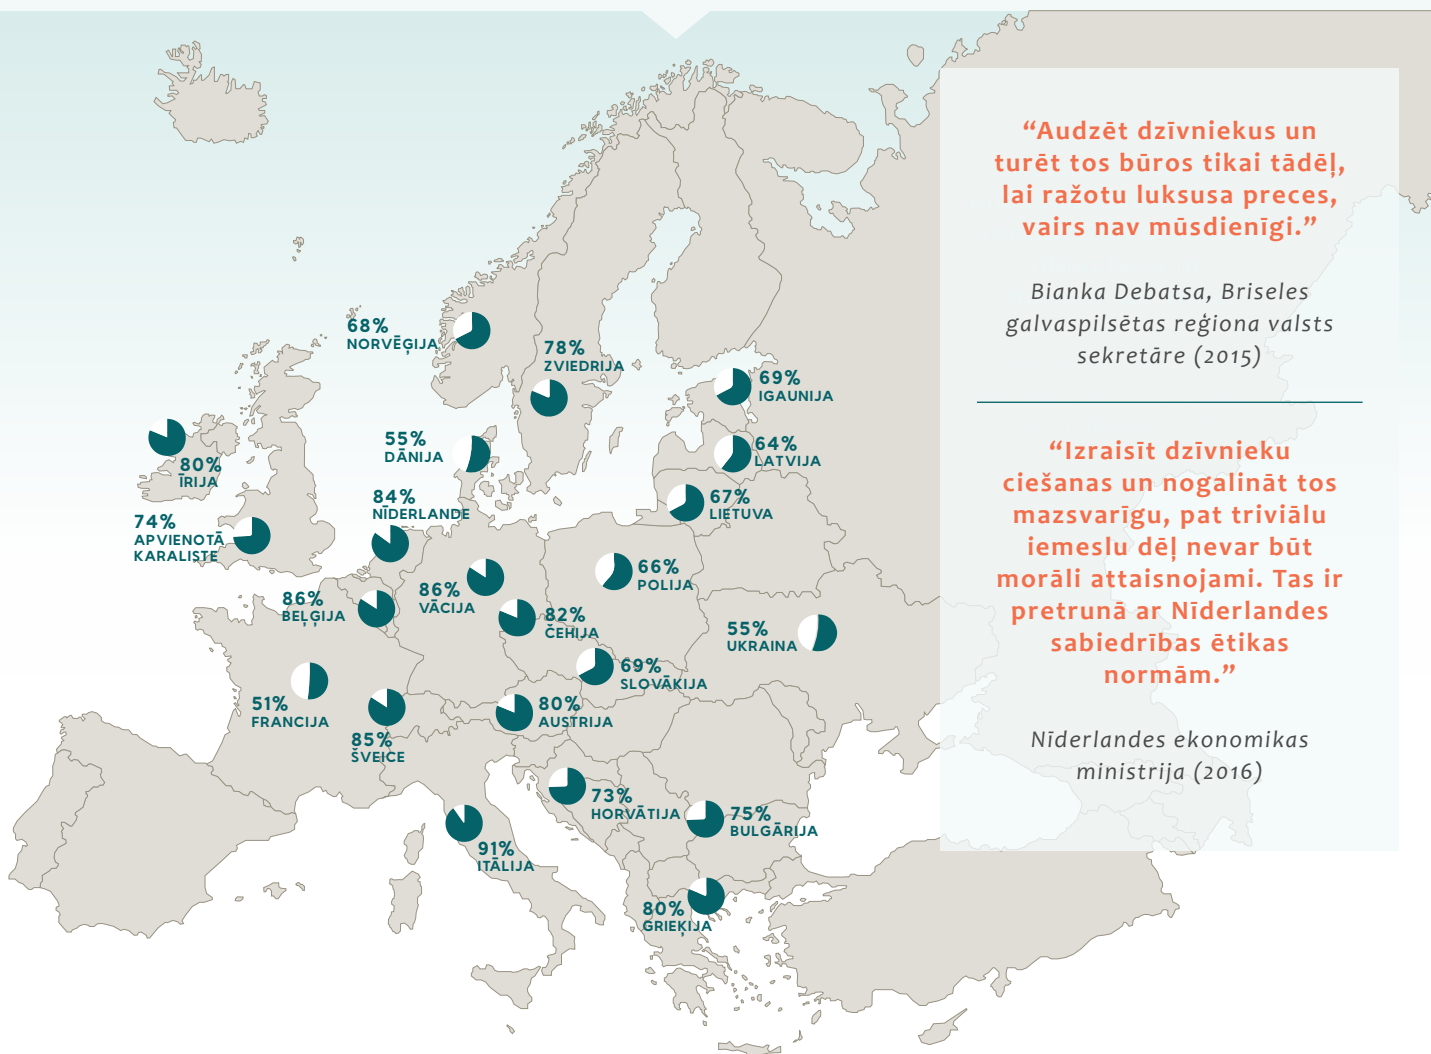 68%
NORVĒĢIJA
78%
ZVIEDRIJA
69%
IGAUNIJA
55%
DĀNIJA
64%
LATVIJA
80%
ĪRIJA
84%
NĪDERLANDE
67%
LIETUVA
74%
APVIENOTĀ
KARALISTE
66%
POLIJA
86%
VĀCIJA
86%
BEĻĢIJA
82%
ČEHIJA
55%
UKRAINA
69%
SLOVĀKIJA
51%
FRANCIJA
80%
AUSTRIJA
85%
ŠVEICE
73%
HORVĀTIJA
75%
BULGĀRIJA
91%
ITĀLIJA
80%
GRIEĶIJA
“Audzēt dzīvniekus un
turēt tos būros tikai tādēļ,
lai ražotu luksusa preces,
vairs nav mūsdienīgi.”
Bianka Debatsa, Briseles
galvaspilsētas reģiona valsts
sekretāre (2015)
“Izraisīt dzīvnieku
ciešanas un nogalināt tos
mazsvarīgu, pat triviālu
iemeslu dēļ nevar būt
morāli attaisnojami. Tas ir
pretrunā ar Nīderlandes
sabiedrības ētikas
normām.”
Nīderlandes ekonomikas
ministrija (2016)